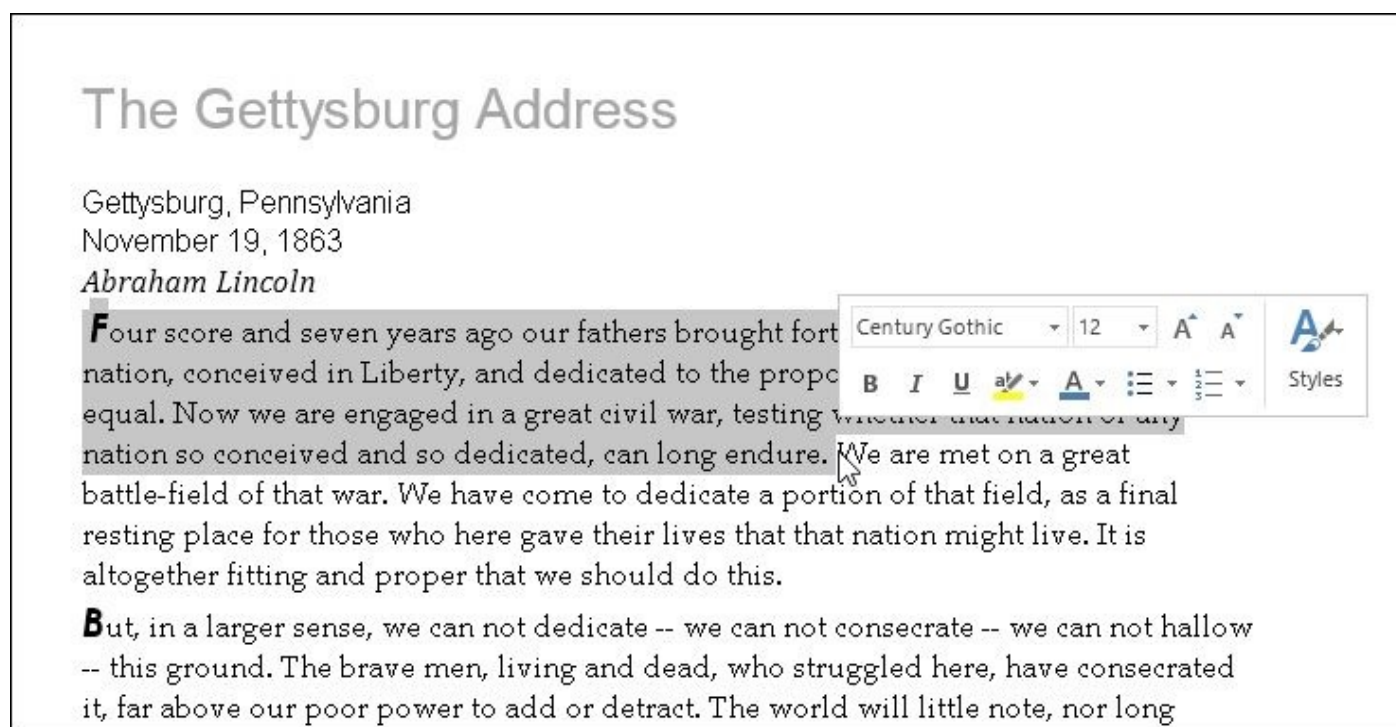 The Gettysburg Address
Gettysburg, Pennsylvania
November 19, 1863
Abraham Lincoln
Four score and seven years ago our fathers brought fort
nation, conceived in Liberty, and dedicated to the propo
equal. Now we are engaged in a great civil war, testing whether that nation or any
nation so conceived and so dedicated, can long endure. We are met on a great
battle-field of that war. We have come to dedicate a portion of that field, as a final
resting place for those who here gave their lives that that nation might live. It is
altogether fitting and proper that we should do this.
But, in a larger sense, we can not dedicate -- we can not consecrate -- we can not hallow
-- this ground. The brave men, living and dead, who struggled here, have consecrated
it, far above our poor power to add or detract. The world will little note, nor long
Century Gothic 12 A A
B I U ab A
Styles